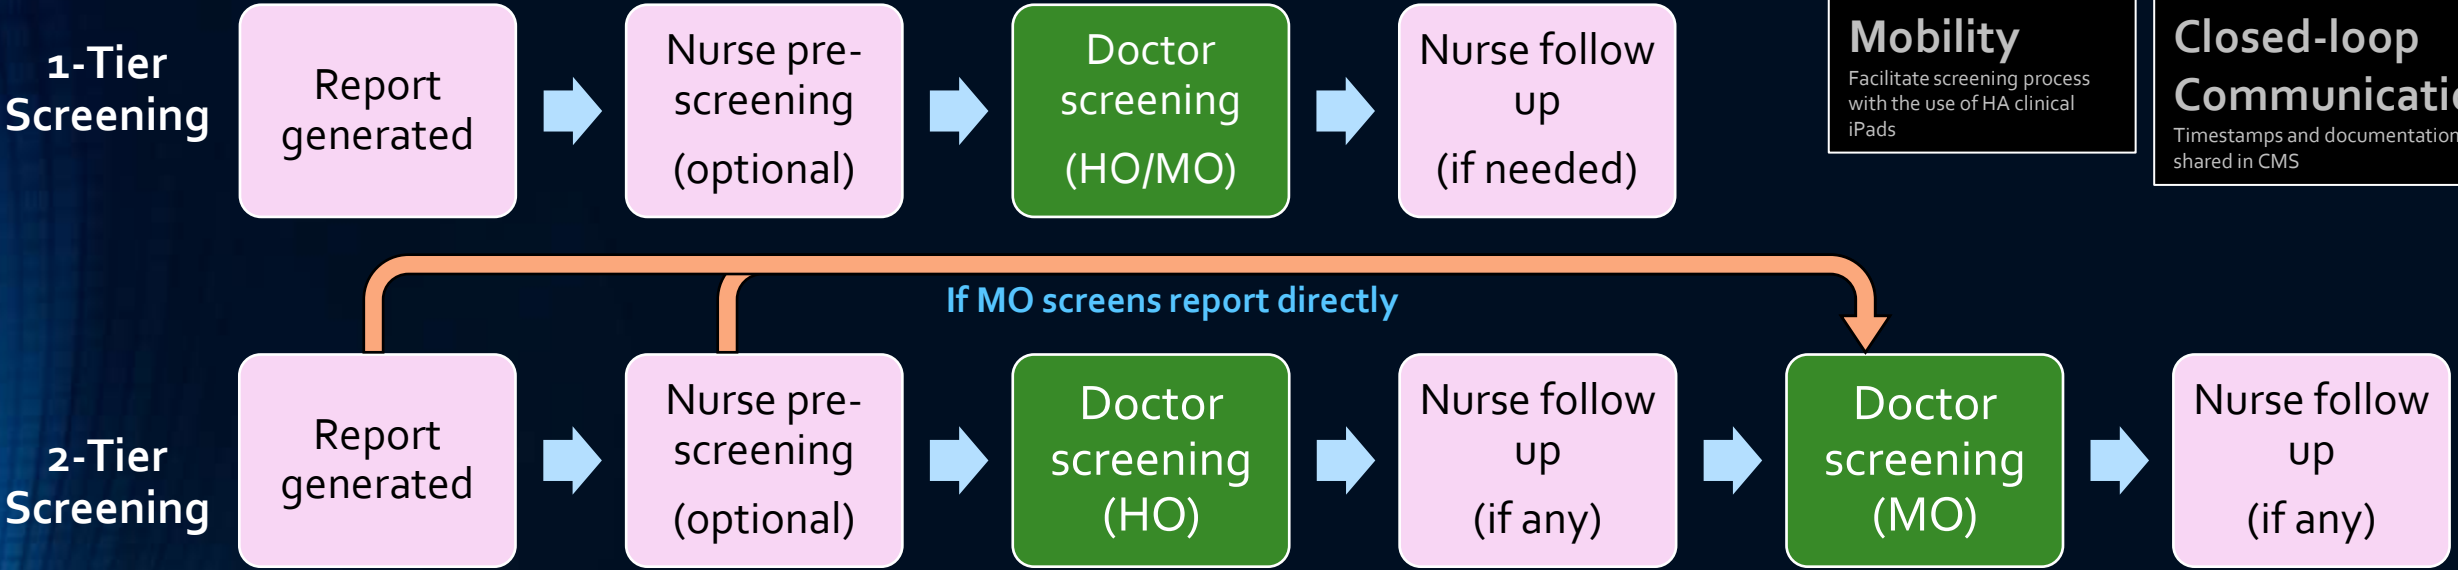 1-Tier
Screening
Report
generated
Nurse pre-
screening
(optional)
Doctor
screening
(HO/MO)
Nurse follow
up
(if needed)
Mobility
Facilitate screening process
with the use of HA clinical
iPads
Closed-loop
Timestamps and documentation
shared in CMS
If MO screens report directly
2-Tier
Screening
Report
generated
Nurse pre-
screening
(optional)
Doctor
screening
(HO)
Nurse follow
up
(if any)
Doctor
screening
(MO)
Nurse follow
up
(if any)